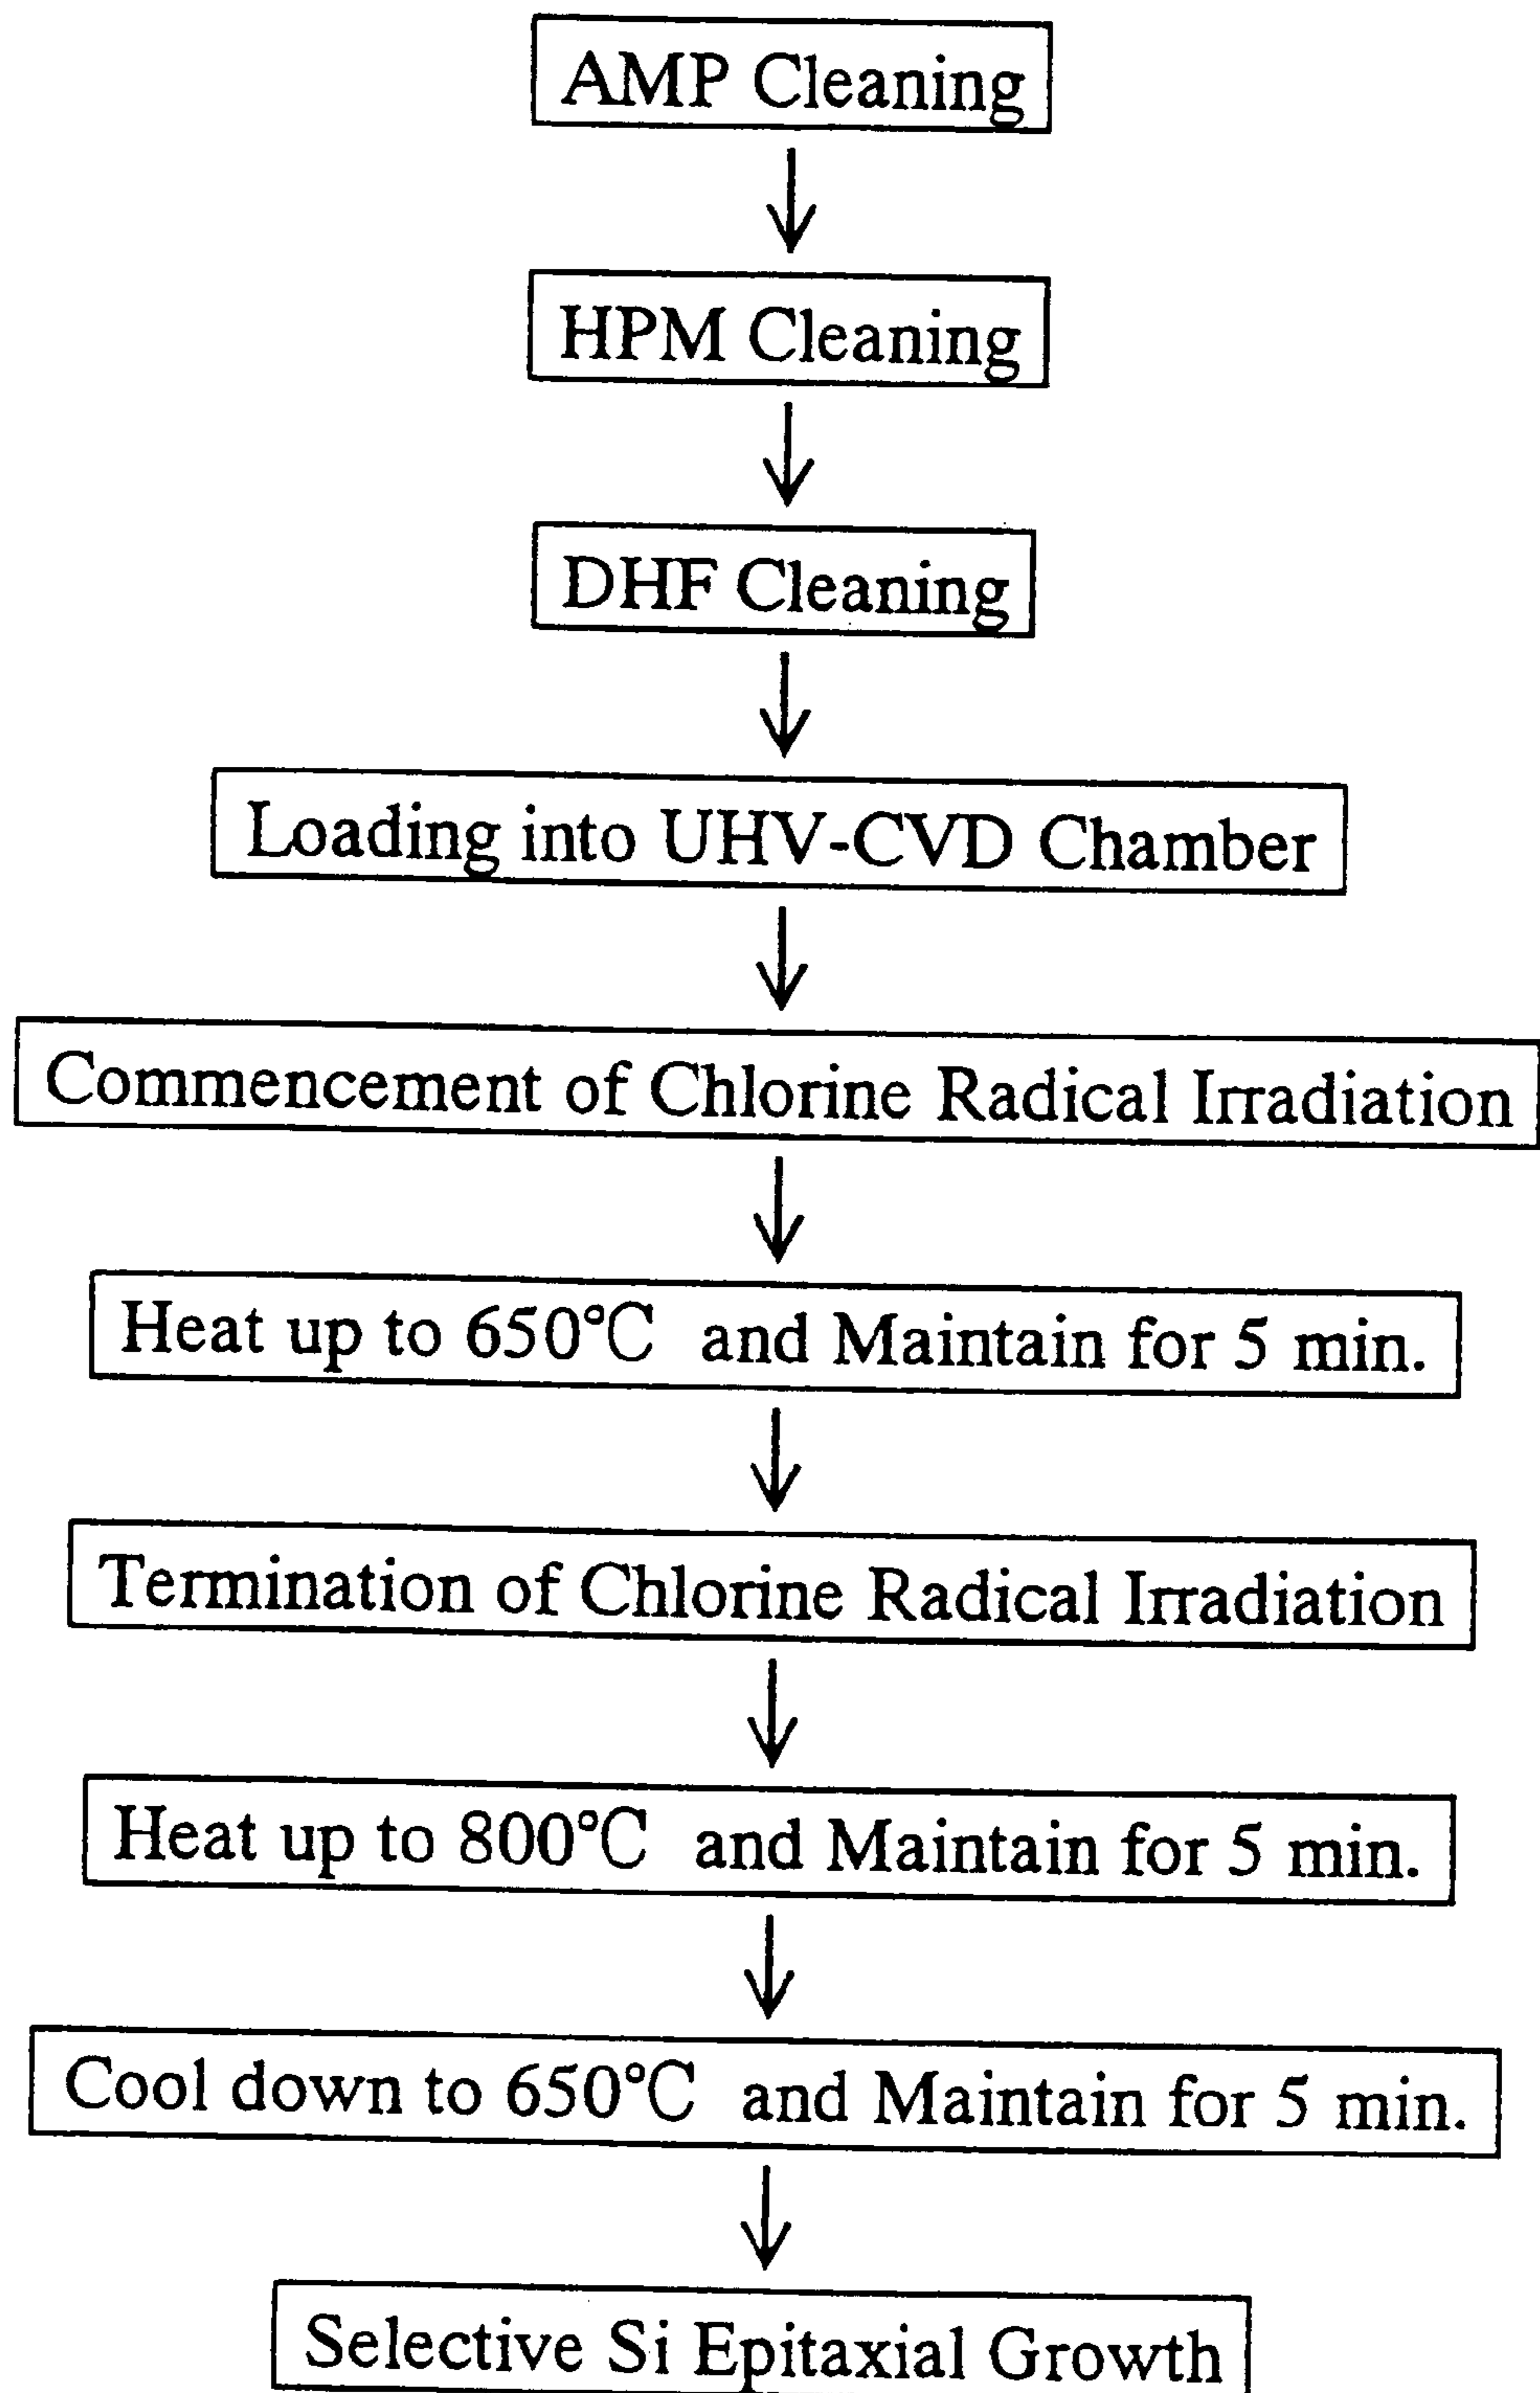 AMP Cleaning
HPM Cleaning
DHF Cleaning
Loading into UHV-CVD Chamber
Commencement of Chlorine Radical Irradiation
Heat up to 650°C and Maintain for 5 min.
Termination of Chlorine Radical Irradiation
Heat up to 800°C and Maintain for 5 min.
Cool down to 650°C and Maintain for 5 min.
Selective Si Epitaxial Growth